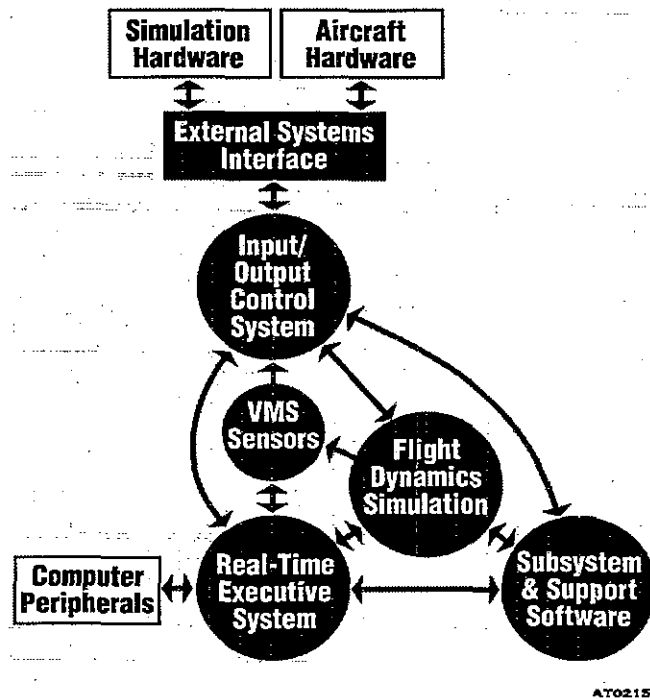 Simulation
Hardware
Aircraft
Hardware
External Systems
Interface
Input/
Output
Control
System
VMS
Sensors
Flight
Dynamics
Simulation
Computer
Peripherals
Real-Time
Executive
System
Subsystem
& Support
Software
AT0215